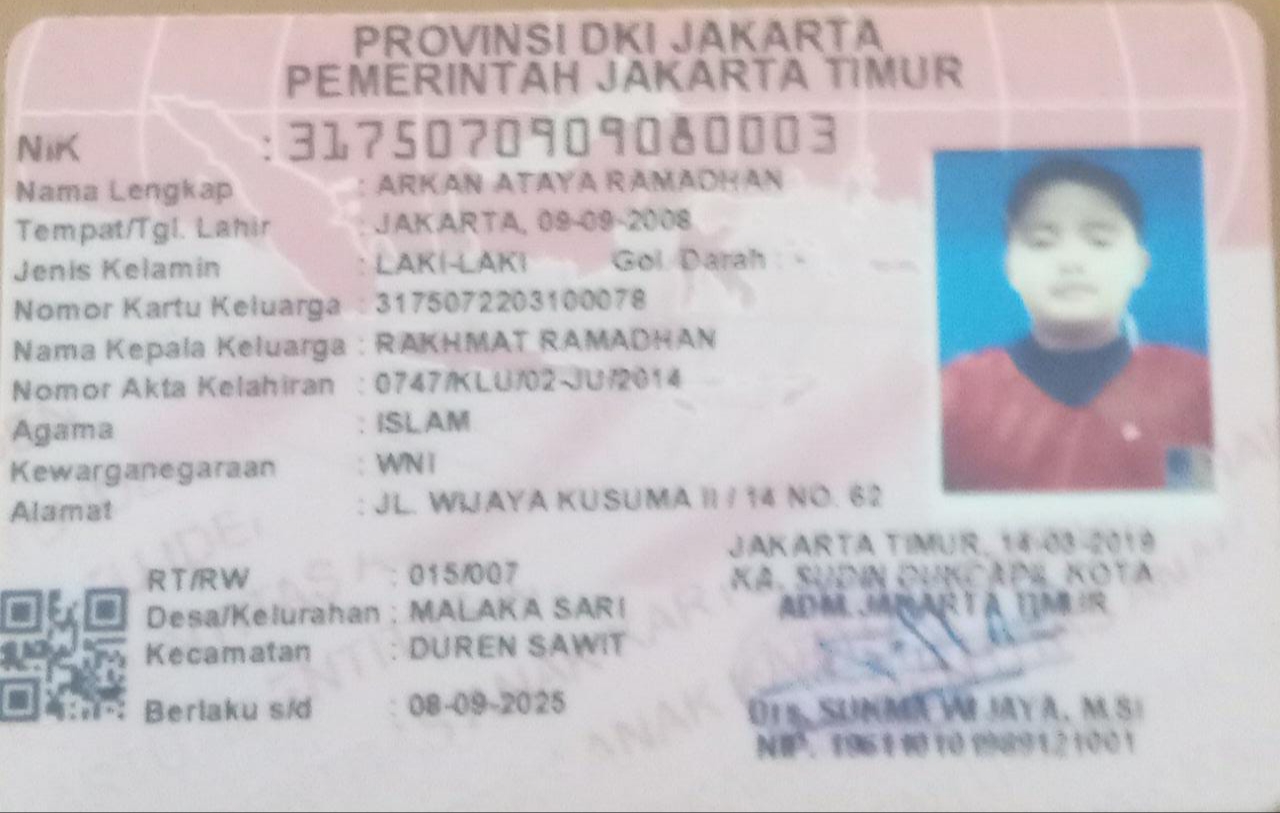 PROVINSI DKI JAKARTA
PEMERINTAH JAKARTA TIMUR
NIK : 3175070909080003
Nama Lengkap : ARKAN ATAYA RAMADHAN
Tempat/Tgl. Lahir : JAKARTA, 09-09-2008
Jenis Kelamin : LAKI-LAKI Gol. Darah : -
Nomor Kartu Keluarga : 3175072203100078
Nama Kepala Keluarga : RAKHMAT RAMADHAN
Nomor Akta Kelahiran : 0747/KLU/02-JU/2014
Agama : ISLAM
Kewarganegaraan : WNI
Alamat : JL. WIJAYA KUSUMA II / 14 NO. 62
RT/RW : 015/007
Desa/Kelurahan : MALAKA SARI
Kecamatan : DUREN SAWIT
Berlaku s/d : 08-09-2025
JAKARTA TIMUR, 14-03-2019
KA. SUDIN DUKCAPIL KOTA
ADM. JAKARTA TIMUR
Drs. SUKMA WIJAYA, M.SI
NIP.